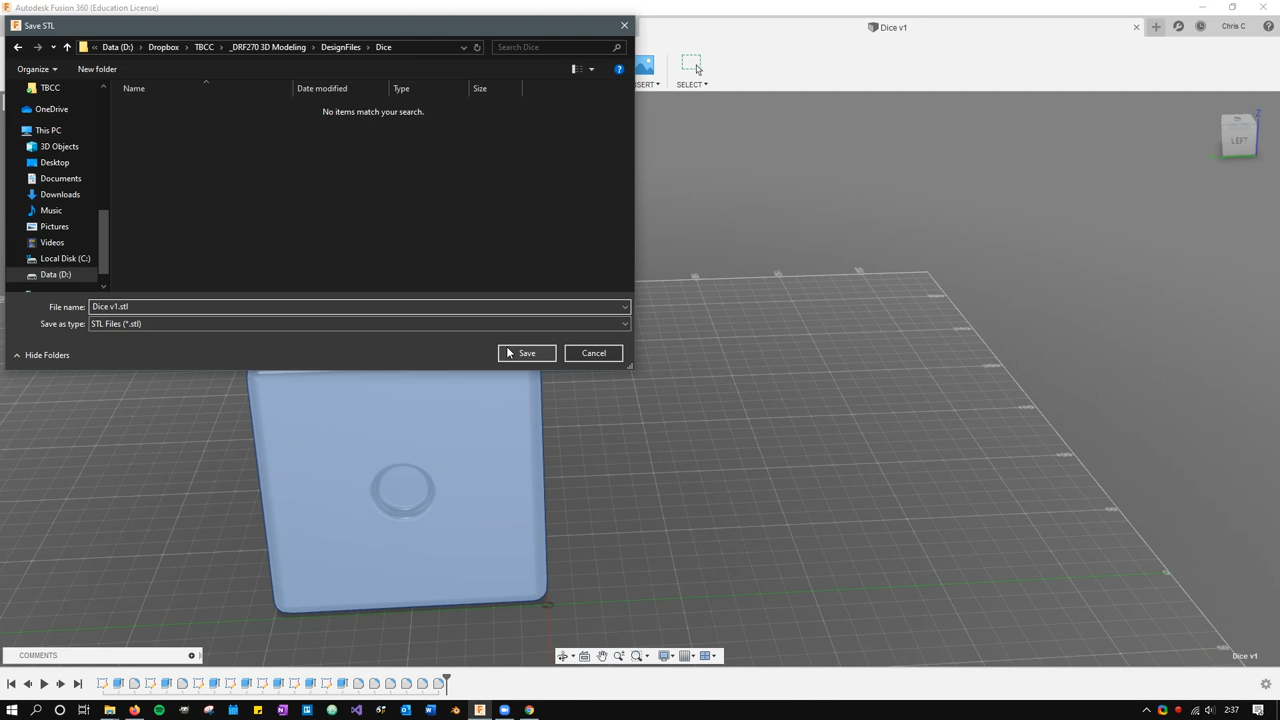 Autodesk Fusion 360 (Education License)
Save STL
Dice v1
Chris C
Data (D:) Dropbox TBCC _DRF270 3D Modeling DesignFiles Dice
Search Dice
Organize
New folder
SELECT
Name
Date modified
Type
Size
No items match your search.
TBCC
OneDrive
This PC
3D Objects
Desktop
Documents
Downloads
Music
Pictures
Videos
Local Disk (C:)
Data (D:)
LEFT
Z
File name: Dice v1.stl
Save as type: STL Files (*.stl)
Hide Folders
Save
Cancel
COMMENTS
Dice v1
2:37